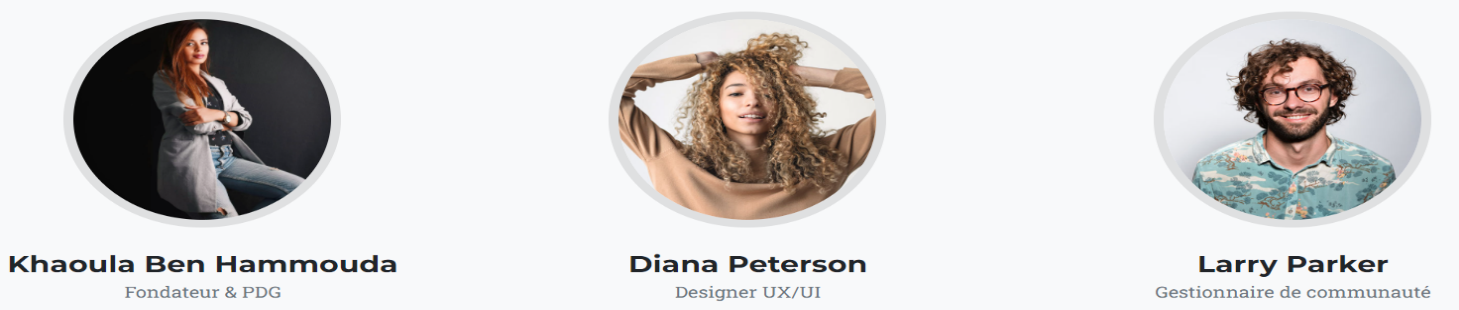 Khaoula Ben Hammouda
Fondateur & PDG
Diana Peterson
Designer UX/UI
Larry Parker
Gestionnaire de communauté